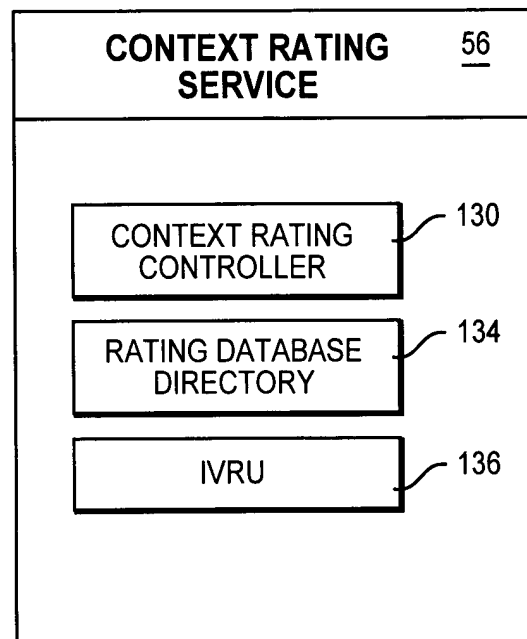 CONTEXT RATING 56
SERVICE
CONTEXT RATING
CONTROLLER
130
RATING DATABASE
DIRECTORY
134
IVRU
136